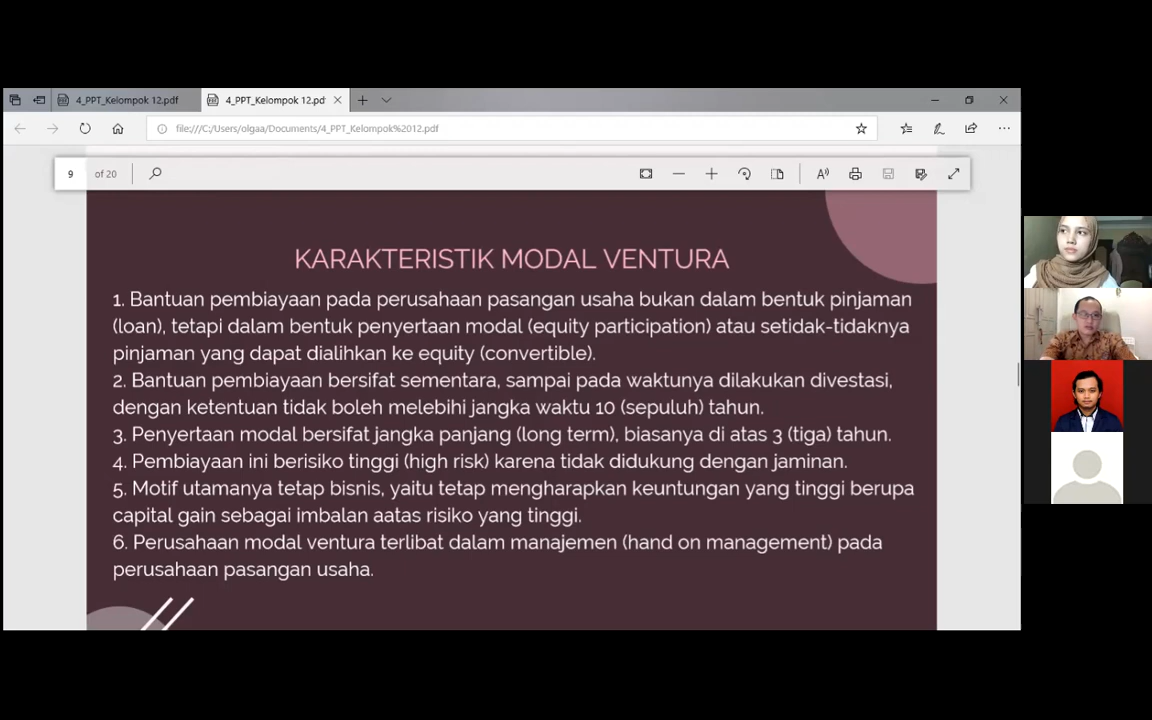 4_PPT_Kelompok 12.pdf
4_PPT_Kelompok 12.pd
file:///C:/Users/olgaa/Documents/4_PPT_Kelompok%2012.pdf
9 of 20
KARAKTERISTIK MODAL VENTURA
1. Bantuan pembiayaan pada perusahaan pasangan usaha bukan dalam bentuk pinjaman
(loan), tetapi dalam bentuk penyertaan modal (equity participation) atau setidak-tidaknya
pinjaman yang dapat dialihkan ke equity (convertible).
2. Bantuan pembiayaan bersifat sementara, sampai pada waktunya dilakukan divestasi,
dengan ketentuan tidak boleh melebihi jangka waktu 10 (sepuluh) tahun.
3. Penyertaan modal bersifat jangka panjang (long term), biasanya di atas 3 (tiga) tahun.
4. Pembiayaan ini berisiko tinggi (high risk) karena tidak didukung dengan jaminan.
5. Motif utamanya tetap bisnis, yaitu tetap mengharapkan keuntungan yang tinggi berupa
capital gain sebagai imbalan aatas risiko yang tinggi.
6. Perusahaan modal ventura terlibat dalam manajemen (hand on management) pada
perusahaan pasangan usaha.